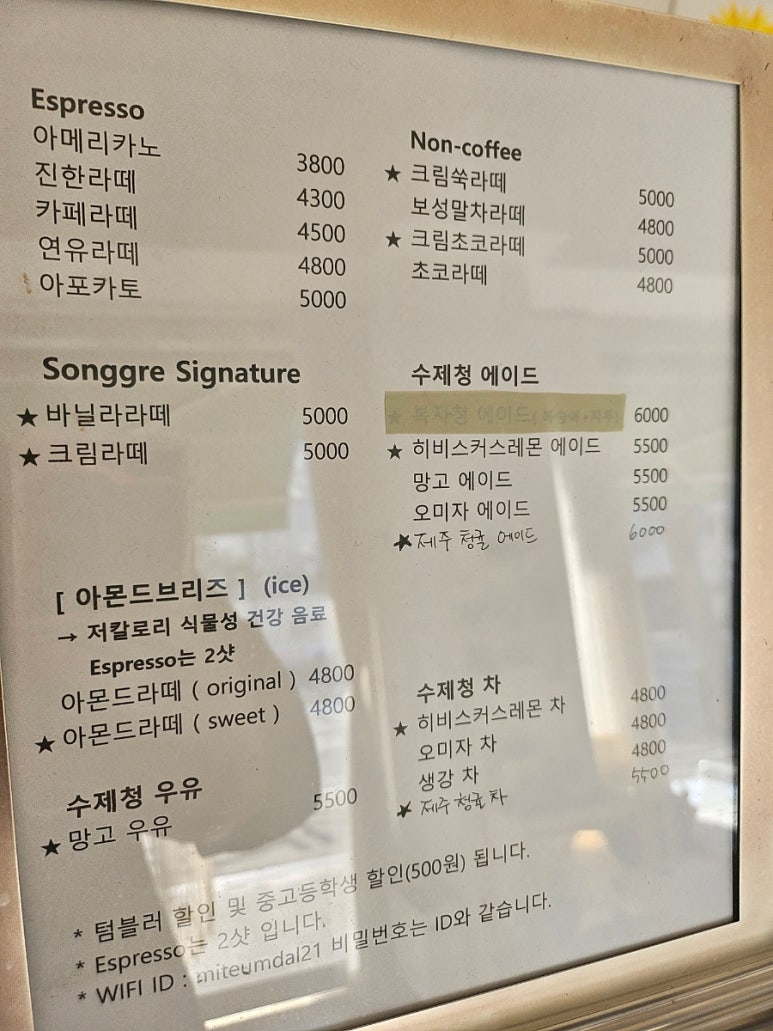 Espresso
아메리카노 3800
진한라떼 4300
카페라떼 4500
연유라떼 4800
아포카토 5000
Songgre Signature
★ 바닐라라떼 5000
★ 크림라떼 5000
[ 아몬드브리즈 ] (ice)
→ 저칼로리 식물성 건강 음료
Espresso는 2샷
아몬드라떼 ( original ) 4800
★ 아몬드라떼 ( sweet ) 4800
수제청 우유
★ 망고 우유 5500
Non-coffee
★ 크림쑥라떼 5000
보성말차라떼 4800
★ 크림초코라떼 5000
초코라떼 4800
수제청 에이드
★ 복자청 에이드(복숭아+자두) 6000
★ 히비스커스레몬 에이드 5500
망고 에이드 5500
오미자 에이드 5500
★ 제주 청귤 에이드 6000
수제청 차
★ 히비스커스레몬 차 4800
오미자 차 4800
생강 차 4800
★ 제주 청귤 차 5500
* 텀블러 할인 및 중고등학생 할인(500원) 됩니다.
* Espresso는 2샷 입니다.
* WIFI ID : miteumdal21 비밀번호는 ID와 같습니다.